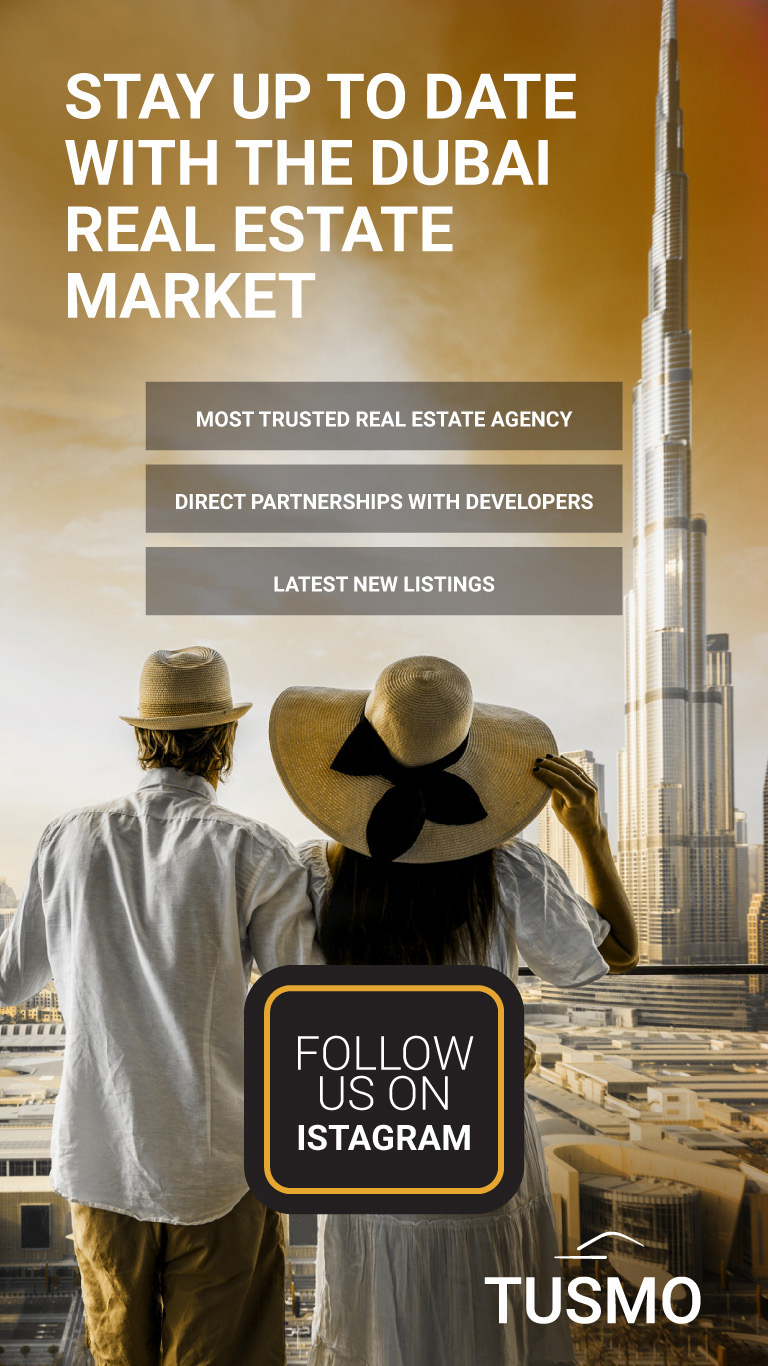 STAY UP TO DATE
WITH THE DUBAI
REAL ESTATE
MARKET
MOST TRUSTED REAL ESTATE AGENCY
DIRECT PARTNERSHIPS WITH DEVELOPERS
LATEST NEW LISTINGS
FOLLOW
US ON
ISTAGRAM
TUSMO